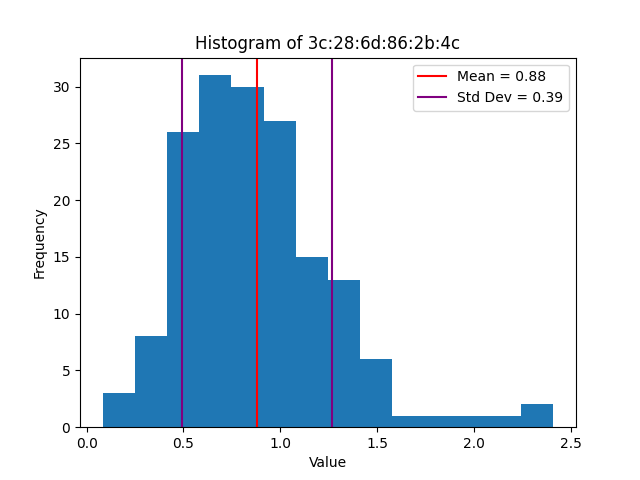 Histogram of 3c:28:6d:86:2b:4c
Mean = 0.88
Std Dev = 0.39
Frequency
30
25
20
15
10
5
0
0.0 0.5 1.0 1.5 2.0 2.5
Value